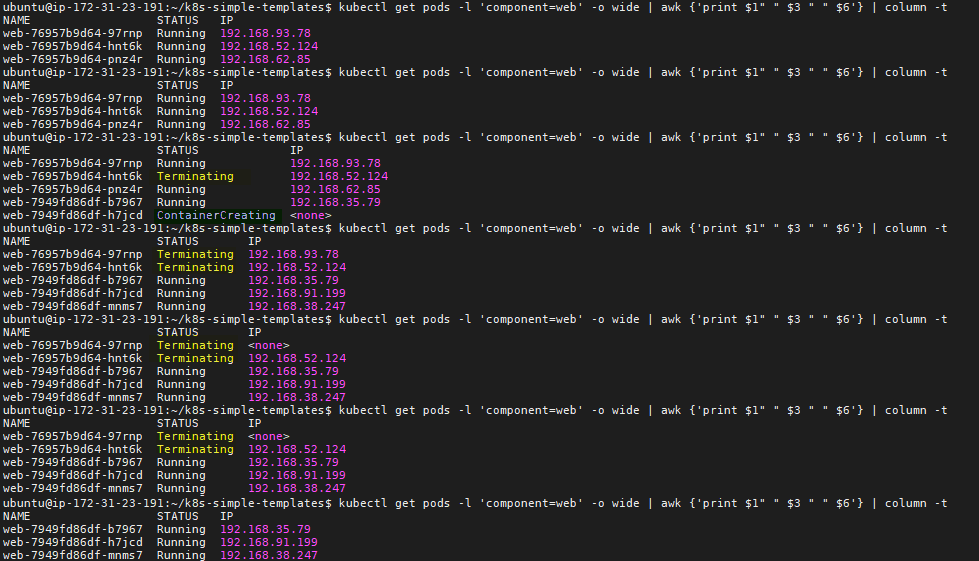 ubuntu@ip-172-31-23-191:~/k8s-simple-templates$ kubectl get pods -l 'component=web' -o wide | awk {'print $1" " $3 " " $6'} | column -t
NAME STATUS IP
web-76957b9d64-97rnp Running 192.168.93.78
web-76957b9d64-hnt6k Running 192.168.52.124
web-76957b9d64-pnz4r Running 192.168.62.85
ubuntu@ip-172-31-23-191:~/k8s-simple-templates$ kubectl get pods -l 'component=web' -o wide | awk {'print $1" " $3 " " $6'} | column -t
NAME STATUS IP
web-76957b9d64-97rnp Running 192.168.93.78
web-76957b9d64-hnt6k Running 192.168.52.124
web-76957b9d64-pnz4r Running 192.168.62.85
ubuntu@ip-172-31-23-191:~/k8s-simple-templates$ kubectl get pods -l 'component=web' -o wide | awk {'print $1" " $3 " " $6'} | column -t
NAME STATUS IP
web-76957b9d64-97rnp Running 192.168.93.78
web-76957b9d64-hnt6k Terminating 192.168.52.124
web-76957b9d64-pnz4r Running 192.168.62.85
web-7949fd86df-b7967 Running 192.168.35.79
web-7949fd86df-h7jcd ContainerCreating <none>
ubuntu@ip-172-31-23-191:~/k8s-simple-templates$ kubectl get pods -l 'component=web' -o wide | awk {'print $1" " $3 " " $6'} | column -t
NAME STATUS IP
web-76957b9d64-97rnp Terminating 192.168.93.78
web-76957b9d64-hnt6k Terminating 192.168.52.124
web-7949fd86df-b7967 Running 192.168.35.79
web-7949fd86df-h7jcd Running 192.168.91.199
web-7949fd86df-mnms7 Running 192.168.38.247
ubuntu@ip-172-31-23-191:~/k8s-simple-templates$ kubectl get pods -l 'component=web' -o wide | awk {'print $1" " $3 " " $6'} | column -t
NAME STATUS IP
web-76957b9d64-97rnp Terminating <none>
web-76957b9d64-hnt6k Terminating 192.168.52.124
web-7949fd86df-b7967 Running 192.168.35.79
web-7949fd86df-h7jcd Running 192.168.91.199
web-7949fd86df-mnms7 Running 192.168.38.247
ubuntu@ip-172-31-23-191:~/k8s-simple-templates$ kubectl get pods -l 'component=web' -o wide | awk {'print $1" " $3 " " $6'} | column -t
NAME STATUS IP
web-76957b9d64-97rnp Terminating <none>
web-76957b9d64-hnt6k Terminating 192.168.52.124
web-7949fd86df-b7967 Running 192.168.35.79
web-7949fd86df-h7jcd Running 192.168.91.199
web-7949fd86df-mnms7 Running 192.168.38.247
ubuntu@ip-172-31-23-191:~/k8s-simple-templates$ kubectl get pods -l 'component=web' -o wide | awk {'print $1" " $3 " " $6'} | column -t
NAME STATUS IP
web-7949fd86df-b7967 Running 192.168.35.79
web-7949fd86df-h7jcd Running 192.168.91.199
web-7949fd86df-mnms7 Running 192.168.38.247